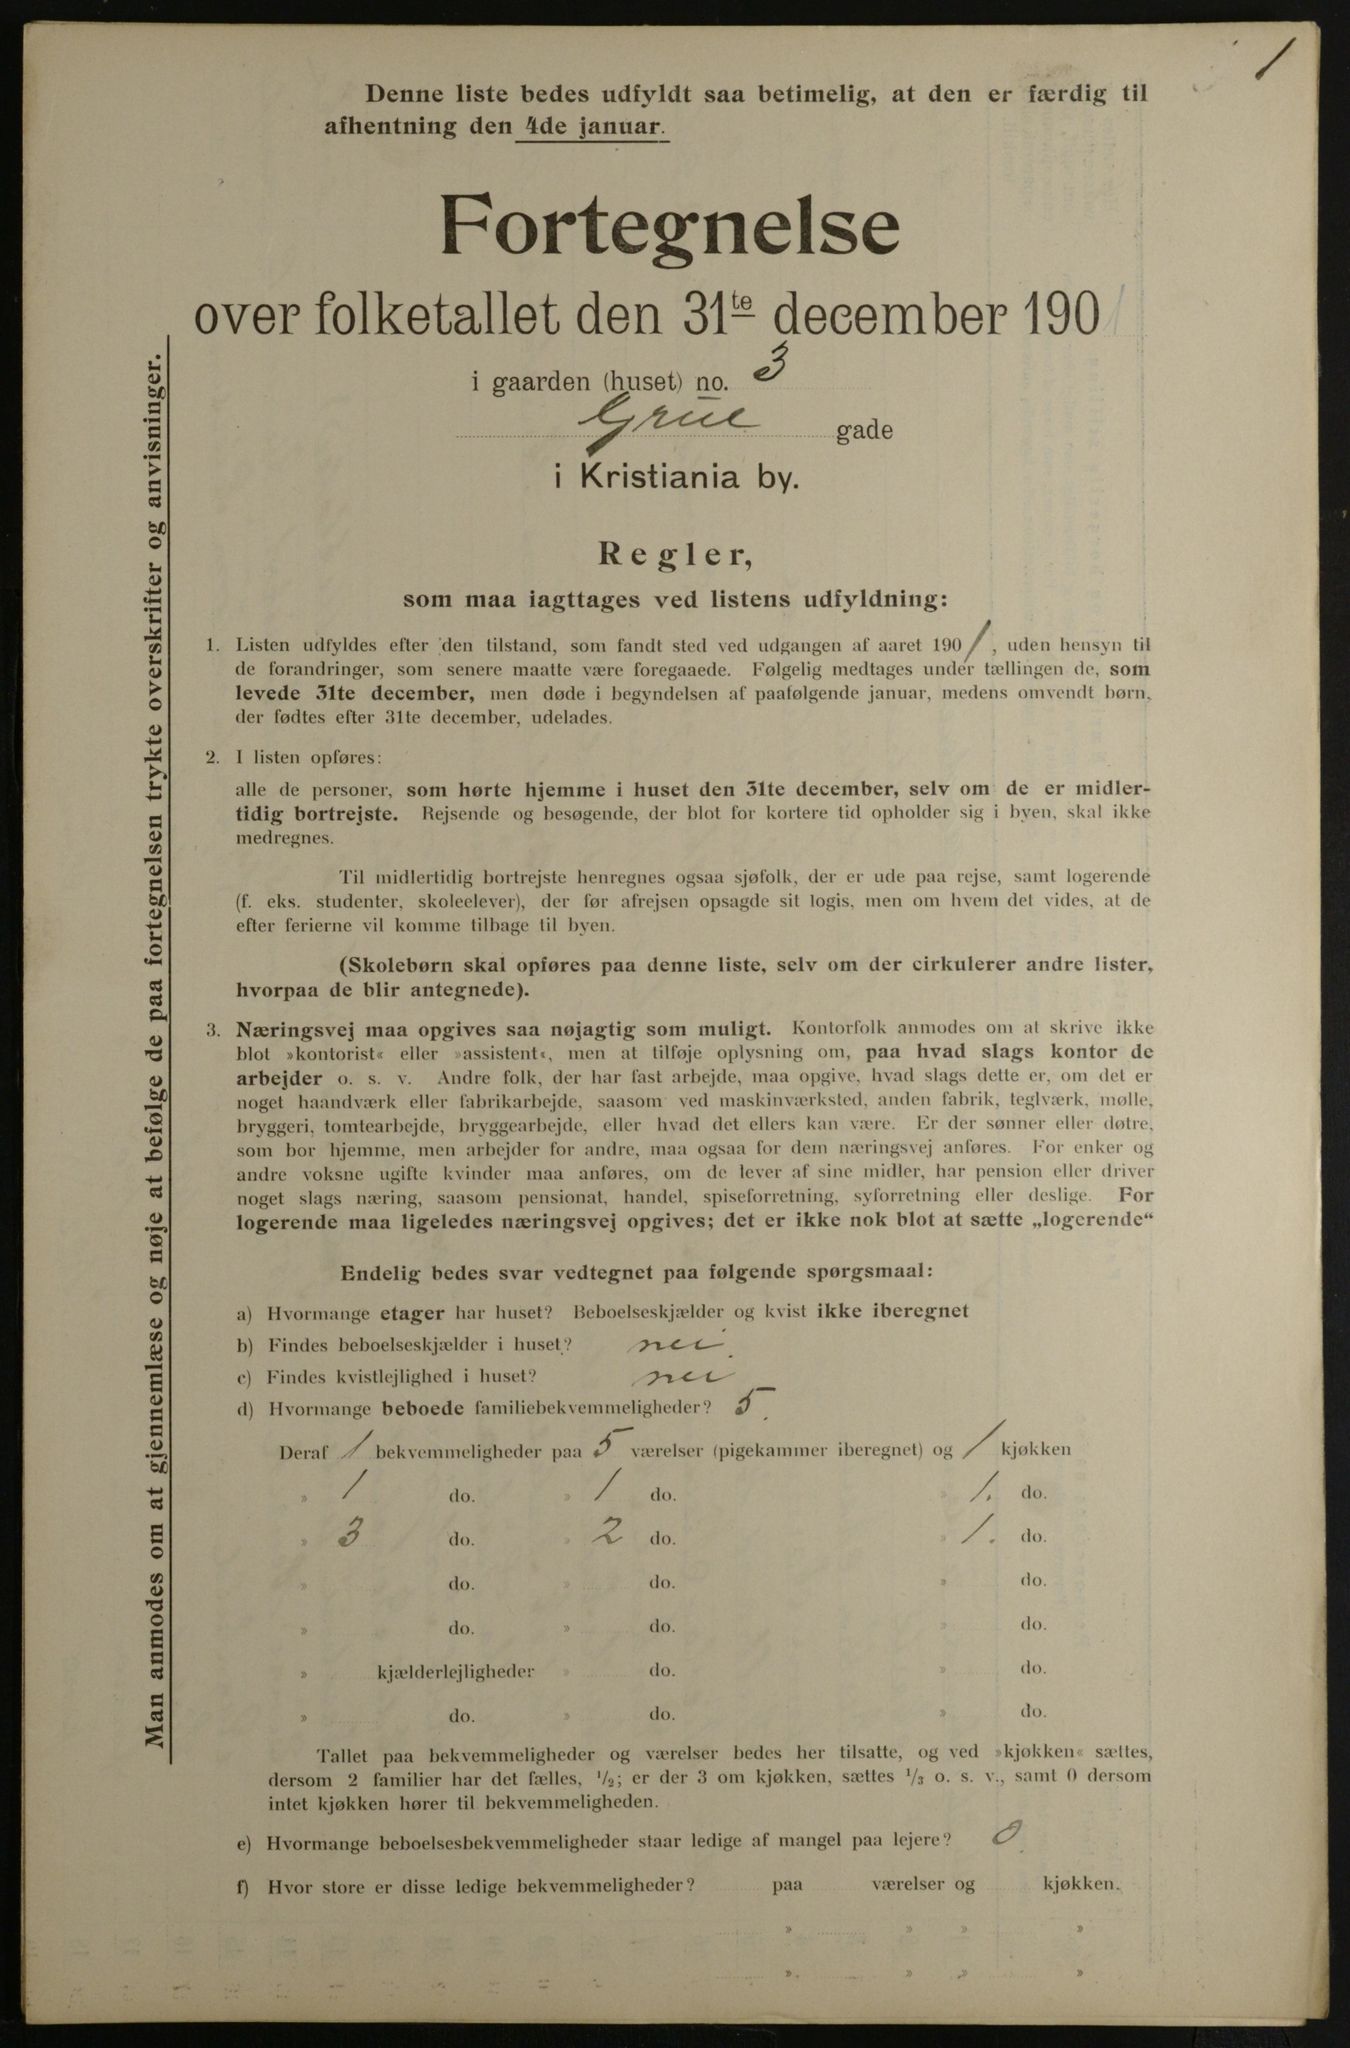 1
Denne liste bedes udfyldt saa betimelig, at den er færdig til
afhentning den 4de januar.
Fortegnelse
over folketallet den 31te december 1901
i gaarden (huset) no. 3
Grüe gade
i Kristiania by.
Regler,
som maa iagttages ved listens udfyldning:
1. Listen udfyldes efter den tilstand, som fandt sted ved udgangen af aaret 1901, uden hensyn til
de forandringer, som senere maatte være foregaaede. Følgelig medtages under tællingen de, som
levede 31te december, men døde i begyndelsen af paafølgende januar, medens omvendt børn,
der fødtes efter 31te december, udelades.
2. I listen opføres:
alle de personer, som hørte hjemme i huset den 31te december, selv om de er midler-
tidig bortrejste. Rejsende og besøgende, der blot for kortere tid opholder sig i byen, skal ikke
medregnes.
Til midlertidig bortrejste henregnes ogsaa sjøfolk, der er ude paa rejse, samt logerende
(f. eks. studenter, skoleelever), der før afrejsen opsagde sit logis, men om hvem det vides, at de
efter ferierne vil komme tilbage til byen.
(Skolebørn skal opføres paa denne liste, selv om der cirkulerer andre lister,
hvorpaa de blir antegnede).
3. Næringsvej maa opgives saa nøjagtig som muligt. Kontorfolk anmodes om at skrive ikke
blot »kontorist« eller »assistent«, men at tilføje oplysning om, paa hvad slags kontor de
arbejder o. s. v. Andre folk, der har fast arbejde, maa opgive, hvad slags dette er, om det er
noget haandværk eller fabrikarbejde, saasom ved maskinværksted, anden fabrik, teglværk, mølle,
bryggeri, tomtearbejde, bryggearbejde, eller hvad det ellers kan være. Er der sønner eller døtre,
som bor hjemme, men arbejder for andre, maa ogsaa for dem næringsvej anføres. For enker og
andre voksne ugifte kvinder maa anføres, om de lever af sine midler, har pension eller driver
noget slags næring, saasom pensionat, handel, spiseforretning, syforretning eller deslige. For
logerende maa ligeledes næringsvej opgives; det er ikke nok blot at sætte „logerende“
Endelig bedes svar vedtegnet paa følgende spørgsmaal:
a) Hvormange etager har huset? Beboelseskjælder og kvist ikke iberegnet
b) Findes beboelseskjælder i huset? nei.
c) Findes kvistlejlighed i huset? nei
d) Hvormange beboede familiebekvemmeligheder? 5.
Deraf 1 bekvemmeligheder paa 5 værelser (pigekammer iberegnet) og 1 kjøkken
» 1 do. » 1 do. » 1. do.
» 3 do. » 2 do. » 1. do.
» do. » do. » do.
» do. » do. » do.
» kjælderlejligheder » do. » do.
» do. » do. » do.
Tallet paa bekvemmeligheder og værelser bedes her tilsatte, og ved »kjøkken« sættes,
dersom 2 familier har det fælles, 1/2; er der 3 om kjøkken, sættes 1/3 o. s. v., samt 0 dersom
intet kjøkken hører til bekvemmeligheden.
e) Hvormange beboelsesbekvemmeligheder staar ledige af mangel paa lejere? 0.
f) Hvor store er disse ledige bekvemmeligheder? paa værelser og kjøkken.
» » » »
» » » »
Man anmodes om at gjennemlæse og nøje at befølge de paa fortegnelsen trykte overskrifter og anvisninger.